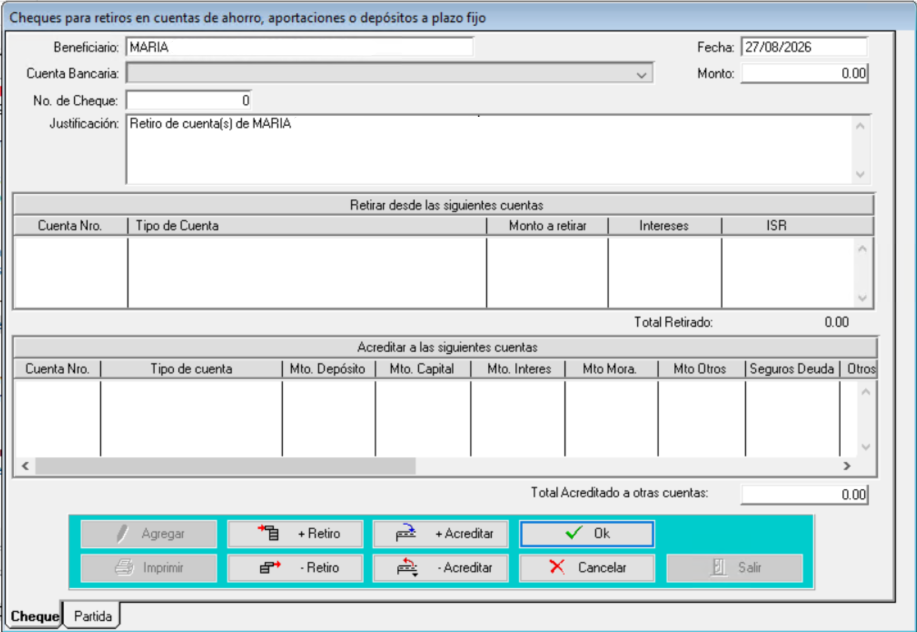 Cheques para retiros en cuentas de ahorro, aportaciones o depósitos a plazo fijo
Beneficiario: MARIA Fecha: 27/08/2026
Cuenta Bancaria: Monto: 0.00
No. de Cheque: 0
Justificación: Retiro de cuenta(s) de MARIA
Retirar desde las siguientes cuentas
Cuenta Nro. Tipo de Cuenta Monto a retirar Intereses ISR
Total Retirado: 0.00
Acreditar a las siguientes cuentas
Cuenta Nro. Tipo de cuenta Mto. Depósito Mto. Capital Mto. Interes Mto Mora. Mto Otros Seguros Deuda Otros
Total Acreditado a otras cuentas: 0.00
Agregar + Retiro + Acreditar Ok
Imprimir - Retiro - Acreditar Cancelar Salir
Cheque Partida